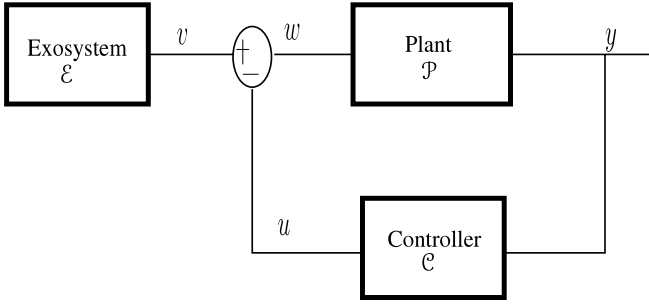 Exosystem
ℰ
v
+
−
w
Plant
𝒫
y
u
Controller
𝒞